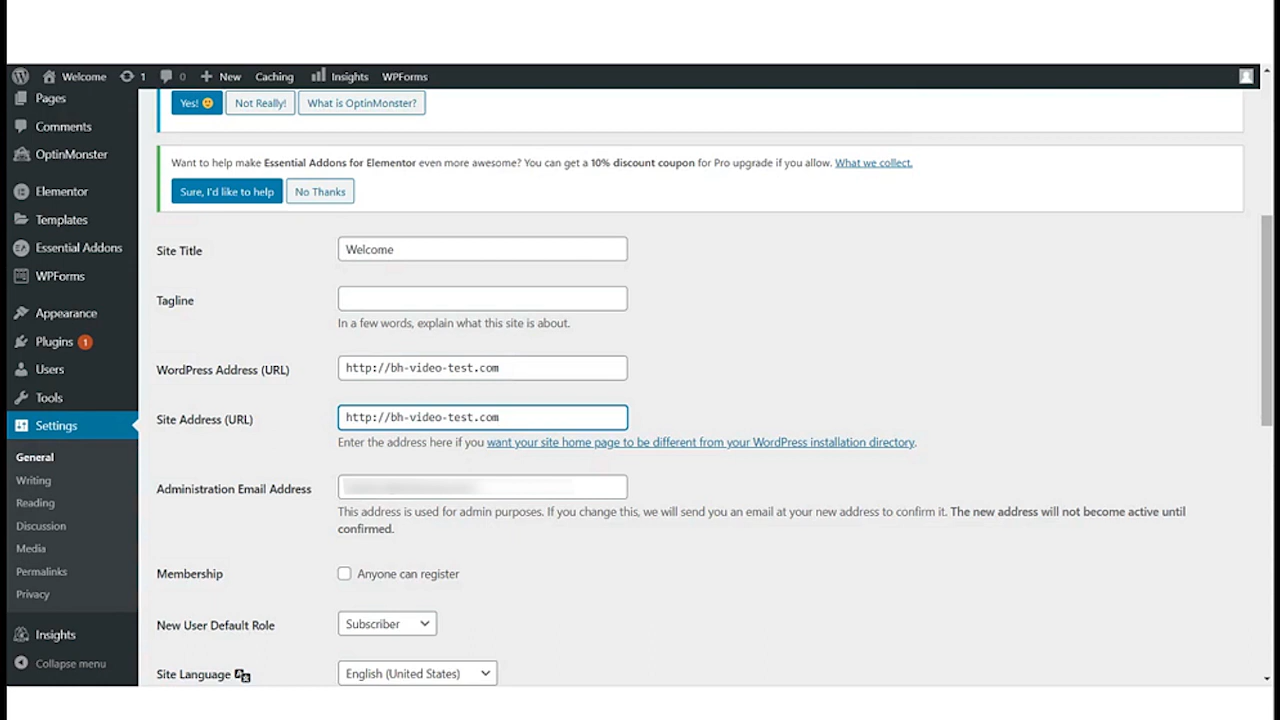 Welcome 1 0 New Caching Insights WPForms
Pages
Comments
OptinMonster
Elementor
Templates
Essential Addons
WPForms
Appearance
Plugins 1
Users
Tools
Settings
General
Writing
Reading
Discussion
Media
Permalinks
Privacy
Insights
Collapse menu
Yes! 🙂 Not Really! What is OptinMonster?
Want to help make Essential Addons for Elementor even more awesome? You can get a 10% discount coupon for Pro upgrade if you allow. What we collect.
Sure, I'd like to help No Thanks
Site Title Welcome
Tagline
In a few words, explain what this site is about.
WordPress Address (URL) http://bh-video-test.com
Site Address (URL) http://bh-video-test.com
Enter the address here if you want your site home page to be different from your WordPress installation directory.
Administration Email Address
This address is used for admin purposes. If you change this, we will send you an email at your new address to confirm it. The new address will not become active until
confirmed.
Membership Anyone can register
New User Default Role Subscriber
Site Language English (United States)